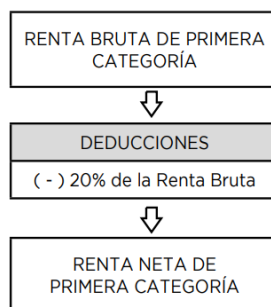 RENTA BRUTA DE PRIMERA
CATEGORÍA
DEDUCCIONES
( - ) 20% de la Renta Bruta
RENTA NETA DE
PRIMERA CATEGORÍA